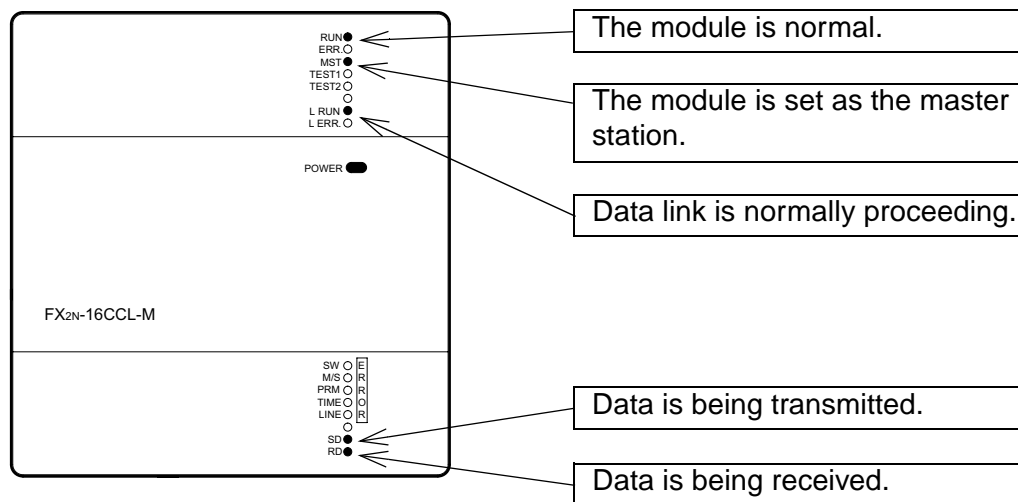 RUN
ERR.
MST
TEST1
TEST2
L RUN
L ERR.
POWER
FX2N-16CCL-M
SW
M/S
PRM
TIME
LINE
ERROR
SD
RD
The module is normal.
The module is set as the master
station.
Data link is normally proceeding.
Data is being transmitted.
Data is being received.